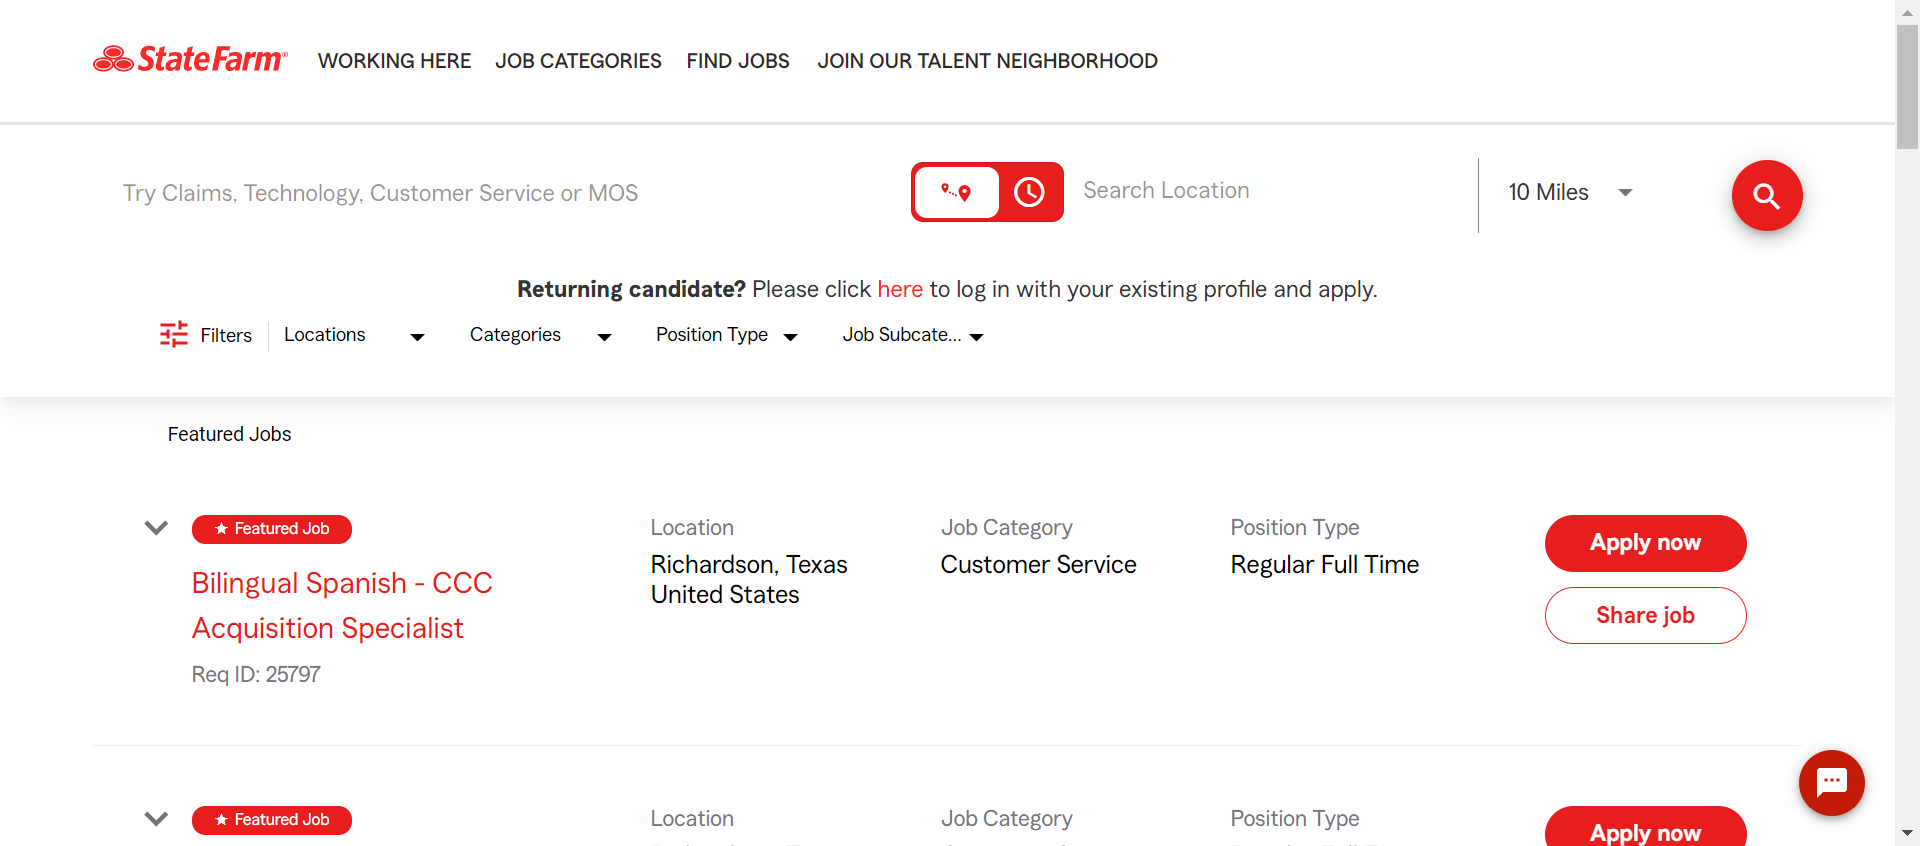 StateFarm®
WORKING HERE
JOB CATEGORIES
FIND JOBS
JOIN OUR TALENT NEIGHBORHOOD
Try Claims, Technology, Customer Service or MOS
Search Location
10 Miles
Returning candidate? Please click here to log in with your existing profile and apply.
Filters
Locations
Categories
Position Type
Job Subcate...
Featured Jobs
Featured Job
Bilingual Spanish - CCC
Acquisition Specialist
Req ID: 25797
Location
Richardson, Texas
United States
Job Category
Customer Service
Position Type
Regular Full Time
Apply now
Share job
Featured Job
Location
Job Category
Position Type
Apply now